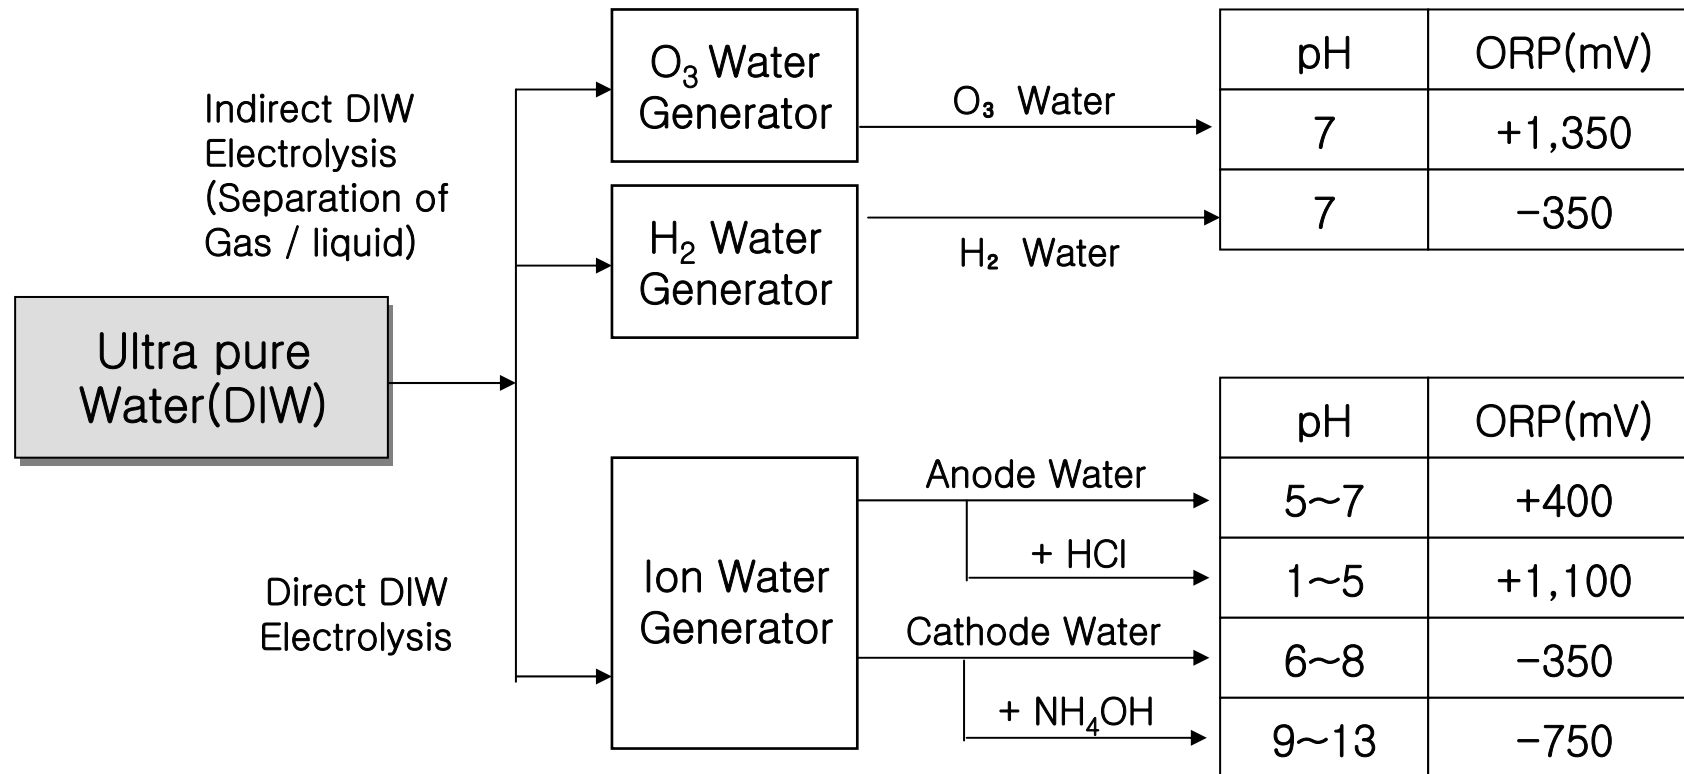 Indirect DIW
Electrolysis
(Separation of
Gas / liquid)
Ultra pure
Water(DIW)
Direct DIW
Electrolysis
O₃ Water
Generator
O₃ Water
H₂ Water
Generator
H₂ Water
pH ORP(mV)
7 +1,350
7 −350
Ion Water
Generator
Anode Water
+ HCl
Cathode Water
+ NH₄OH
pH ORP(mV)
5~7 +400
1~5 +1,100
6~8 −350
9~13 −750